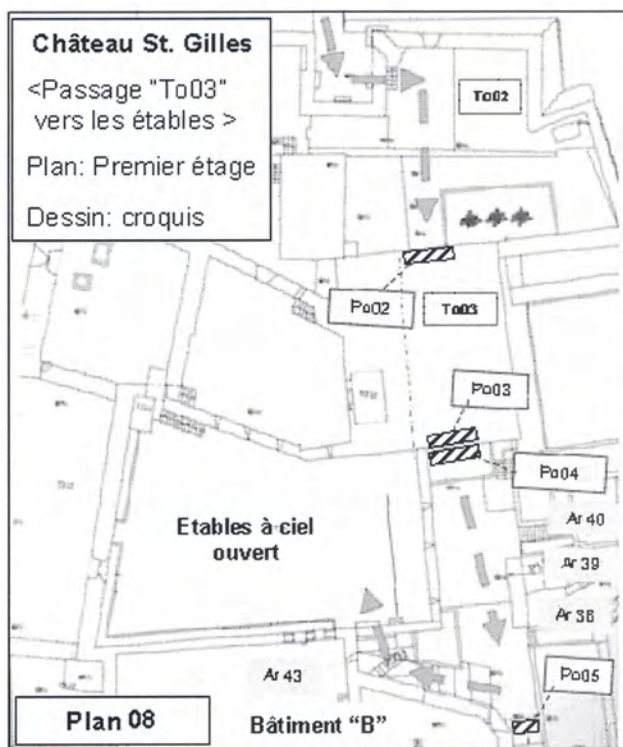 Château St. Gilles
<Passage "To03"
vers les étables >
Plan: Premier étage
Dessin: croquis
To02
Po02
To03
Po03
Po04
Ar 40
Etables à ciel
ouvert
Ar 39
Ar 38
Ar 43
Po05
Plan 08
Bâtiment “B”